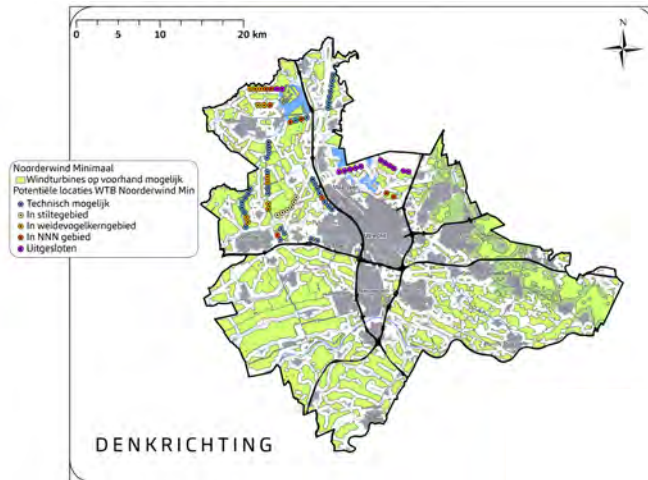 0 5 10 20 km
N
Noorderwind Minimaal
Windturbines op voorhand mogelijk
Potentiële locaties WTB Noorderwind Min
Technisch mogelijk
In stiltegebied
In weidevogelkerngebied
In NNN gebied
Uitgesloten
DENKRICHTING